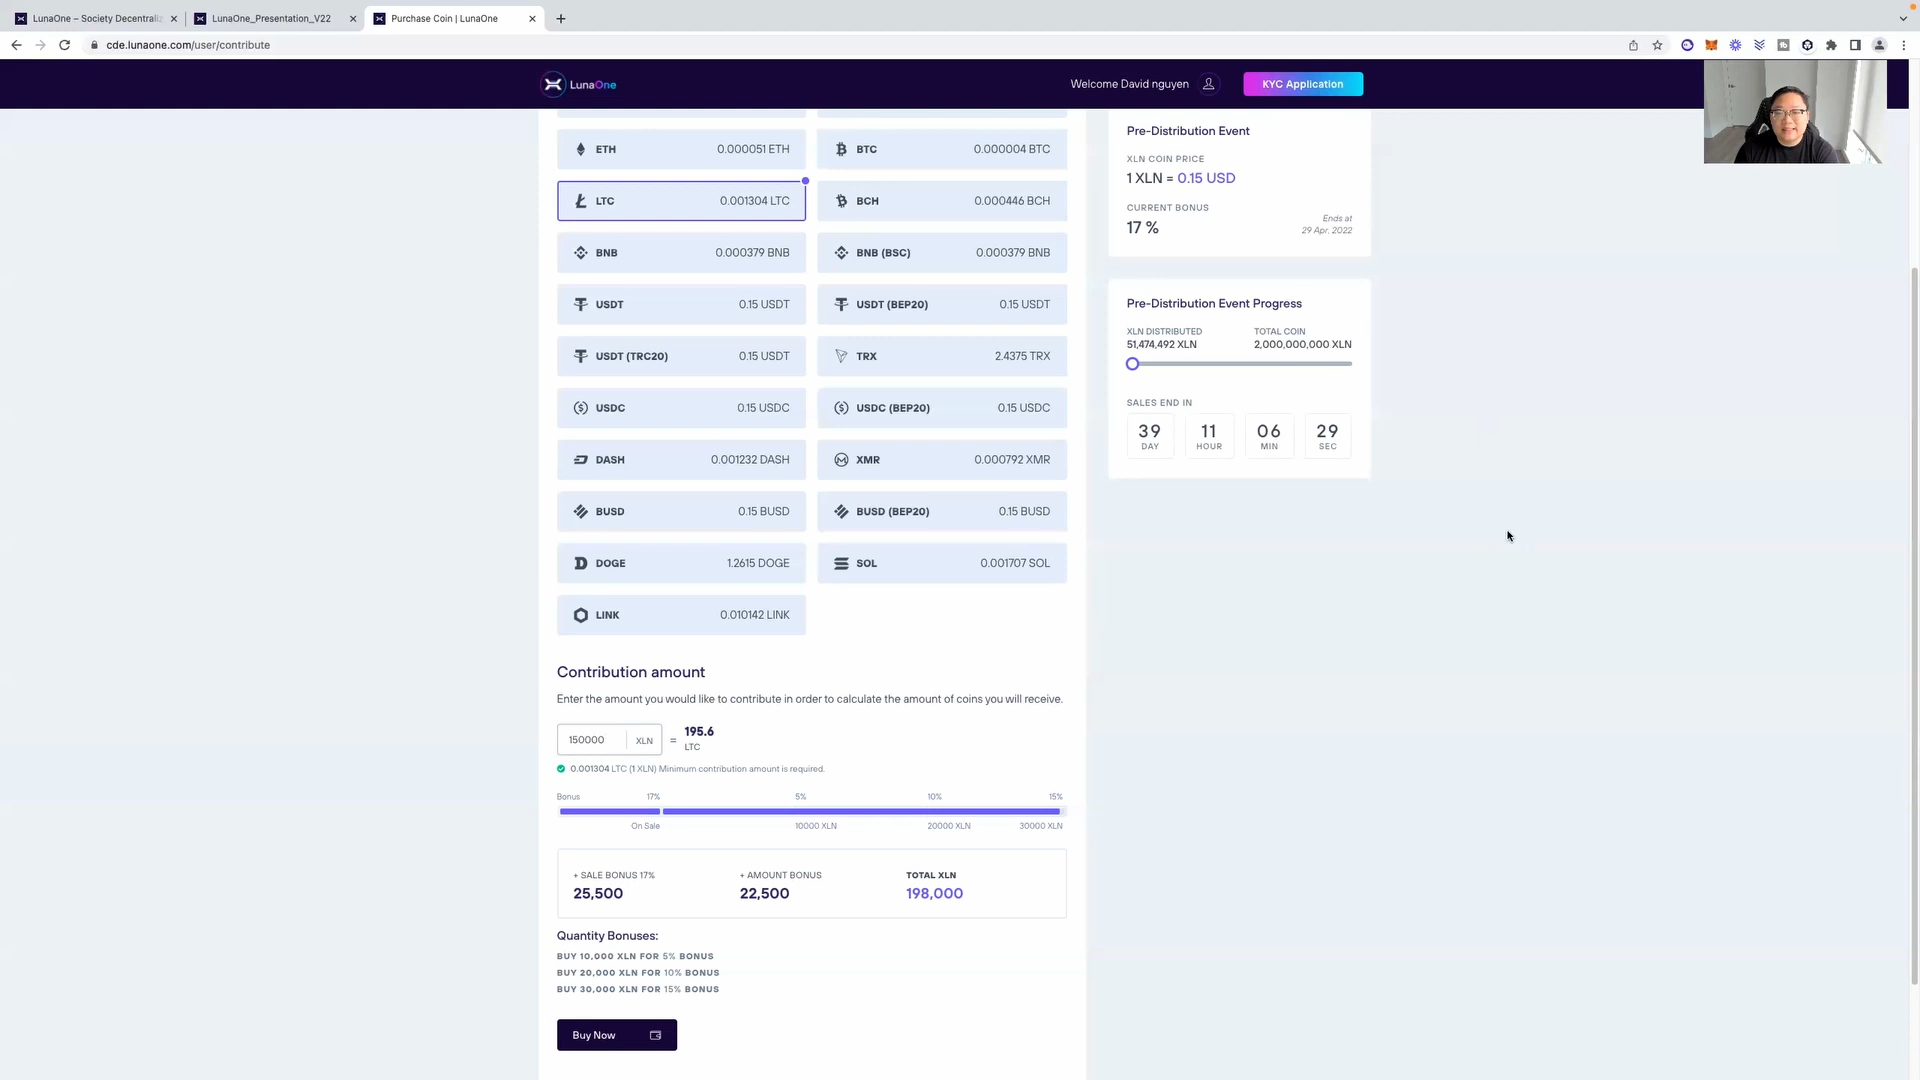 LunaOne – Society Decentraliz
LunaOne_Presentation_V22
Purchase Coin | LunaOne
cde.lunaone.com/user/contribute
LunaOne
Welcome David nguyen
KYC Application
ETH 0.000051 ETH
BTC 0.000004 BTC
LTC 0.001304 LTC
BCH 0.000446 BCH
BNB 0.000379 BNB
BNB (BSC) 0.000379 BNB
USDT 0.15 USDT
USDT (BEP20) 0.15 USDT
USDT (TRC20) 0.15 USDT
TRX 2.4375 TRX
USDC 0.15 USDC
USDC (BEP20) 0.15 USDC
DASH 0.001232 DASH
XMR 0.000792 XMR
BUSD 0.15 BUSD
BUSD (BEP20) 0.15 BUSD
DOGE 1.2615 DOGE
SOL 0.001707 SOL
LINK 0.010142 LINK
Contribution amount
Enter the amount you would like to contribute in order to calculate the amount of coins you will receive.
150000 XLN = 195.6
LTC
0.001304 LTC (1 XLN) Minimum contribution amount is required.
Bonus 17% 5% 10% 15%
On Sale 10000 XLN 20000 XLN 30000 XLN
+ SALE BONUS 17% + AMOUNT BONUS TOTAL XLN
25,500 22,500 198,000
Quantity Bonuses:
BUY 10,000 XLN FOR 5% BONUS
BUY 20,000 XLN FOR 10% BONUS
BUY 30,000 XLN FOR 15% BONUS
Buy Now
Pre-Distribution Event
XLN COIN PRICE
1 XLN = 0.15 USD
CURRENT BONUS
17 %
Ends at
29 Apr, 2022
Pre-Distribution Event Progress
XLN DISTRIBUTED TOTAL COIN
51,474,492 XLN 2,000,000,000 XLN
SALES END IN
39 11 06 29
DAY HOUR MIN SEC